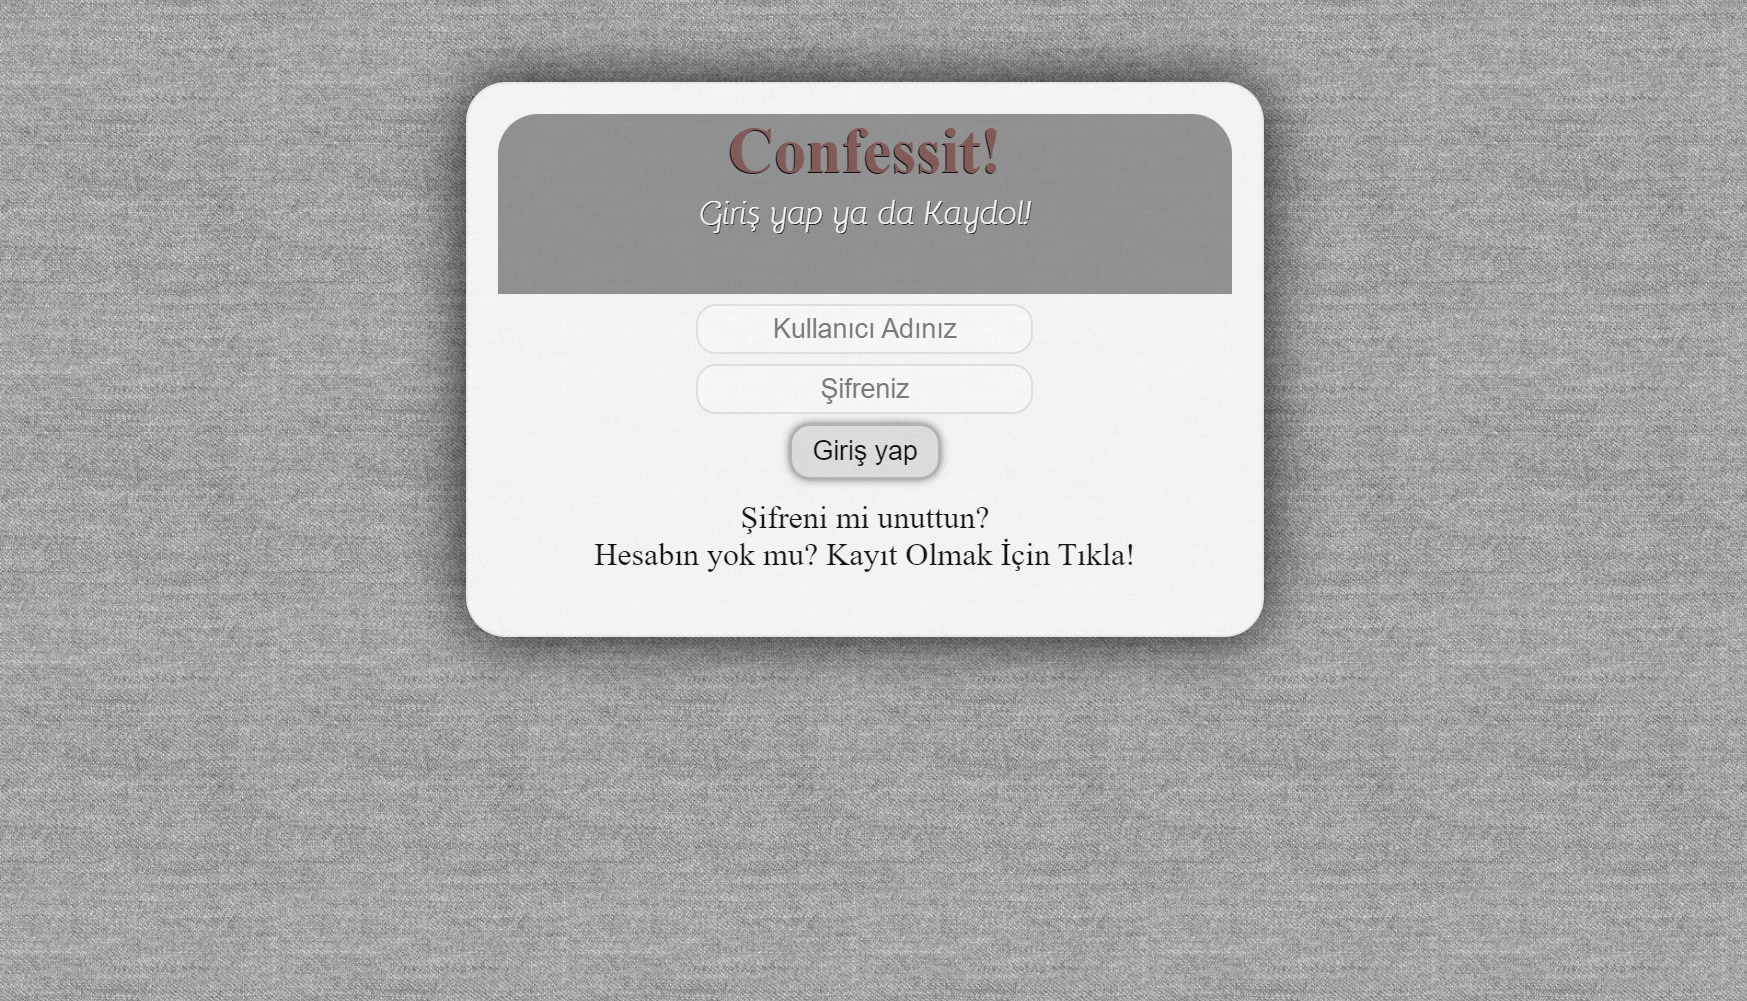 Confessit!
Giriş yap ya da Kaydol!
Kullanıcı Adınız
Şifreniz
Giriş yap
Şifreni mi unuttun?
Hesabın yok mu? Kayıt Olmak İçin Tıkla!